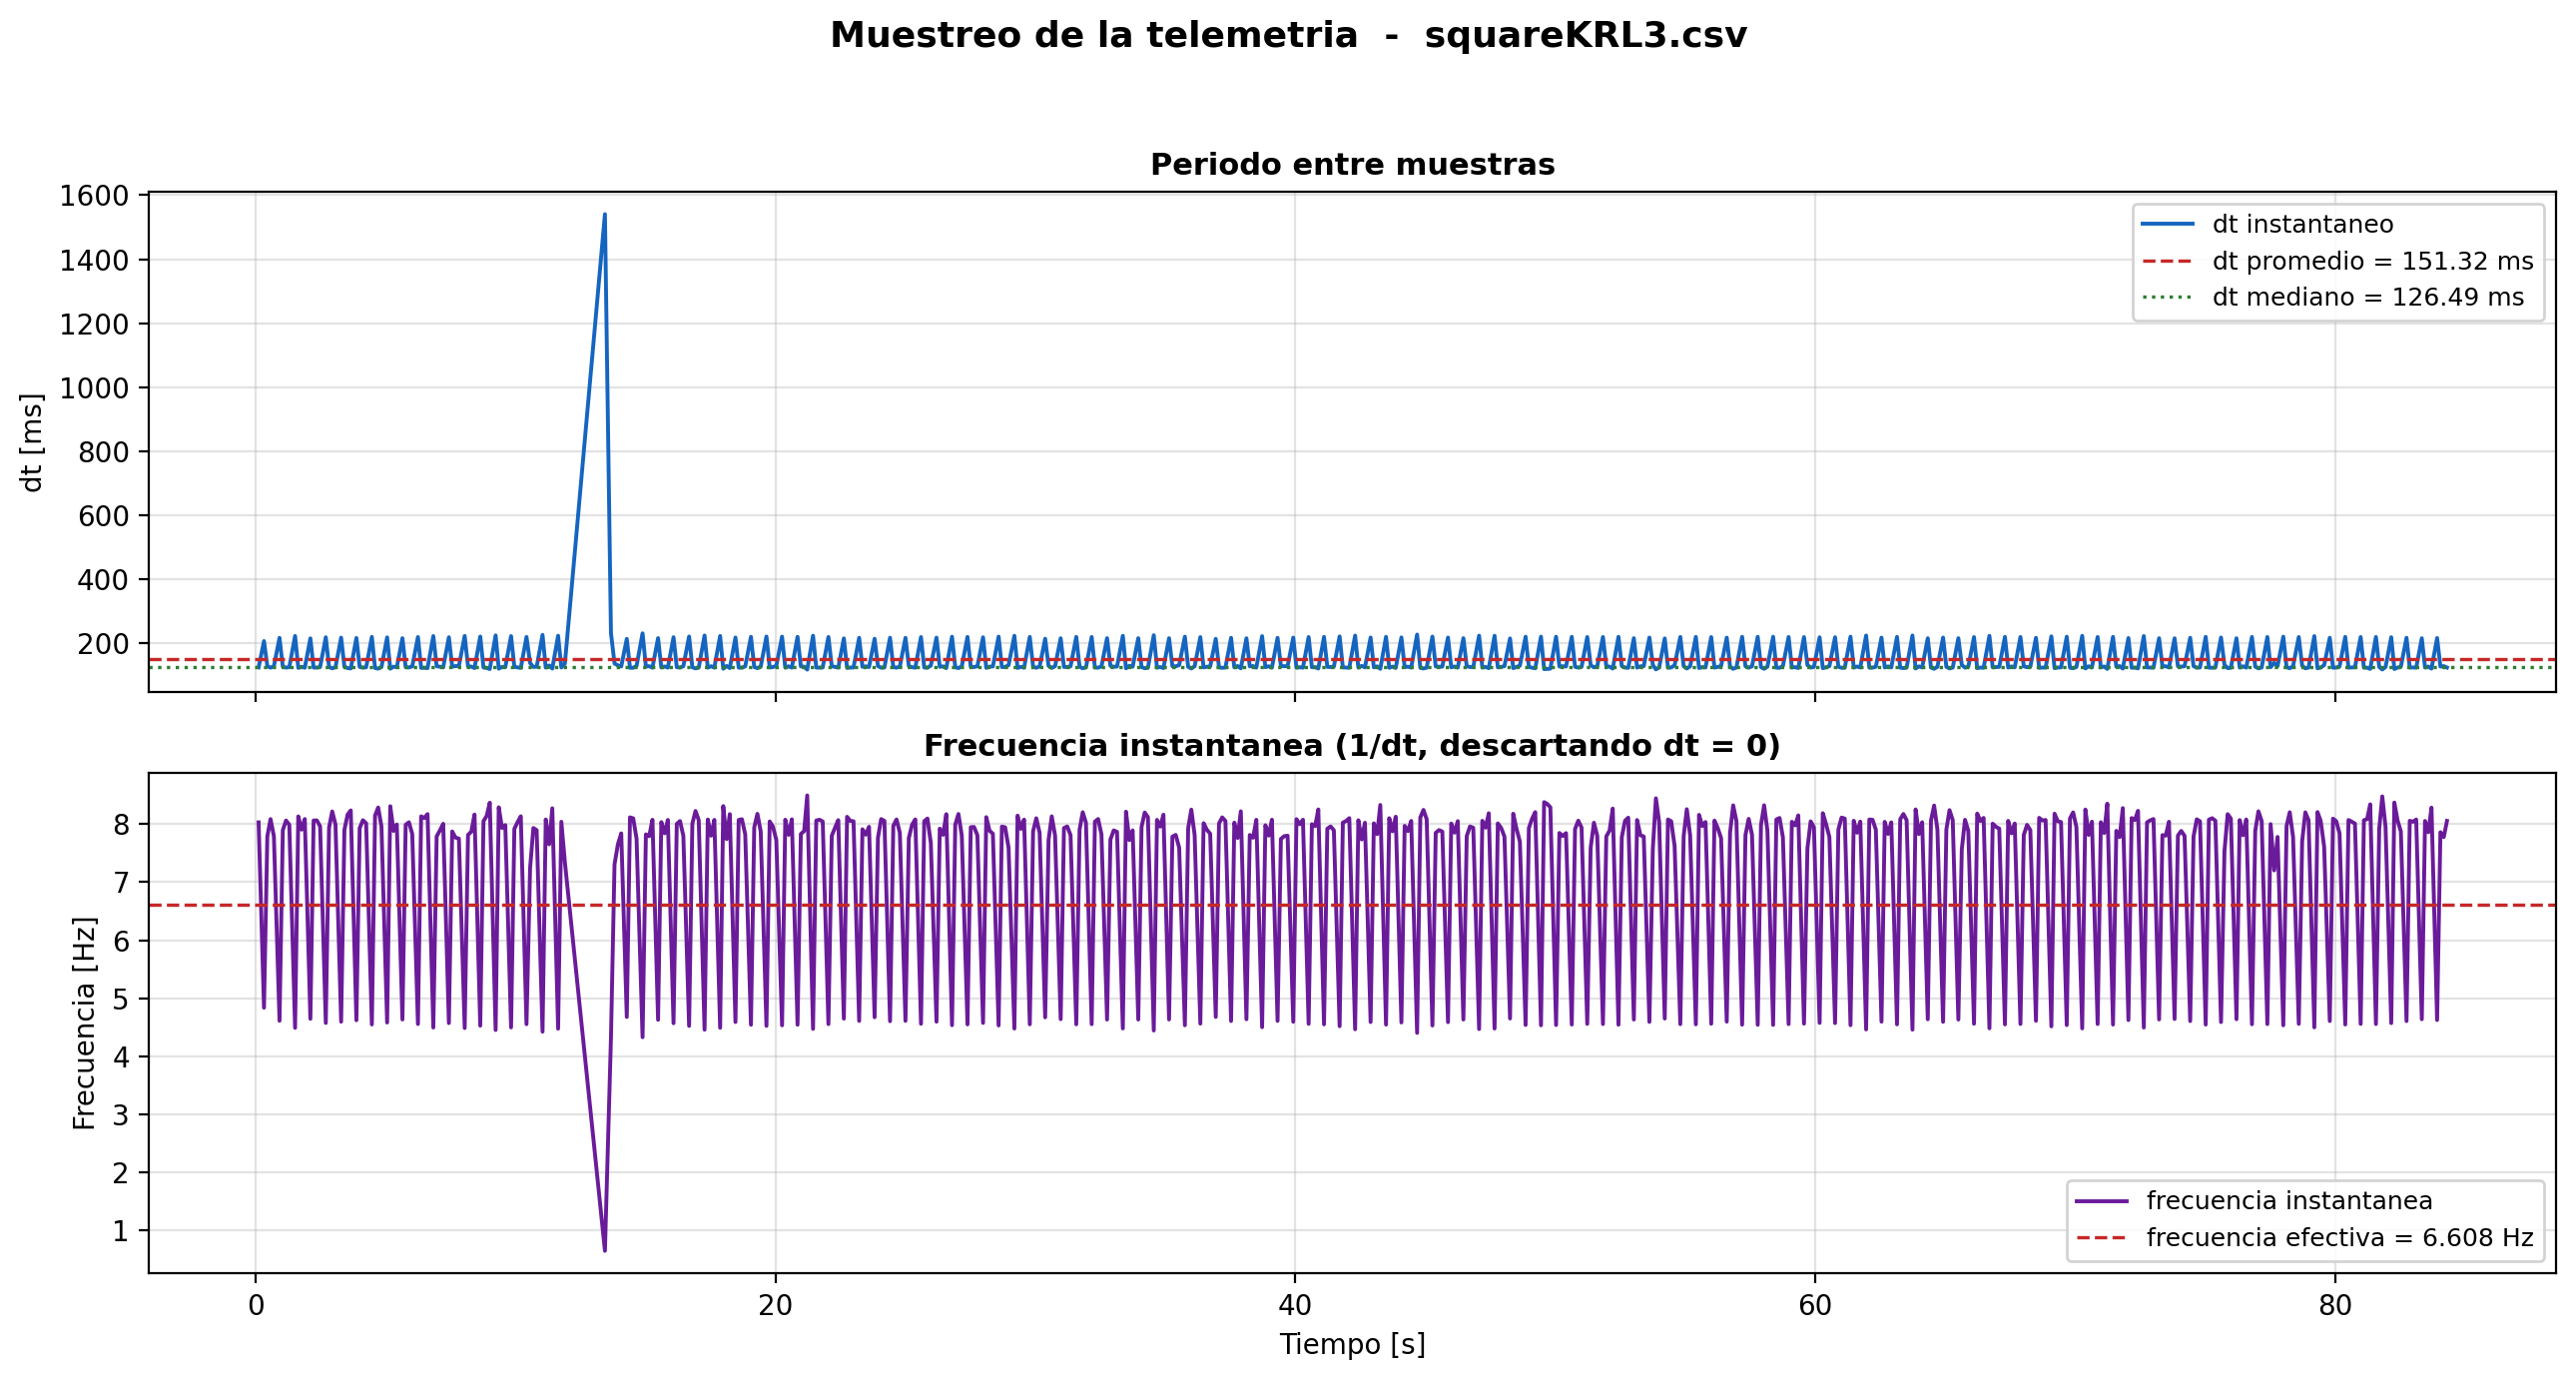 Muestreo de la telemetria  -  squareKRL3.csv
Periodo entre muestras
1600
1400
1200
1000
800
600
400
200
dt [ms]
dt instantaneo
dt promedio = 151.32 ms
dt mediano = 126.49 ms
Frecuencia instantanea (1/dt, descartando dt = 0)
8
7
6
5
4
3
2
1
Frecuencia [Hz]
frecuencia instantanea
frecuencia efectiva = 6.608 Hz
0 20 40 60 80
Tiempo [s]